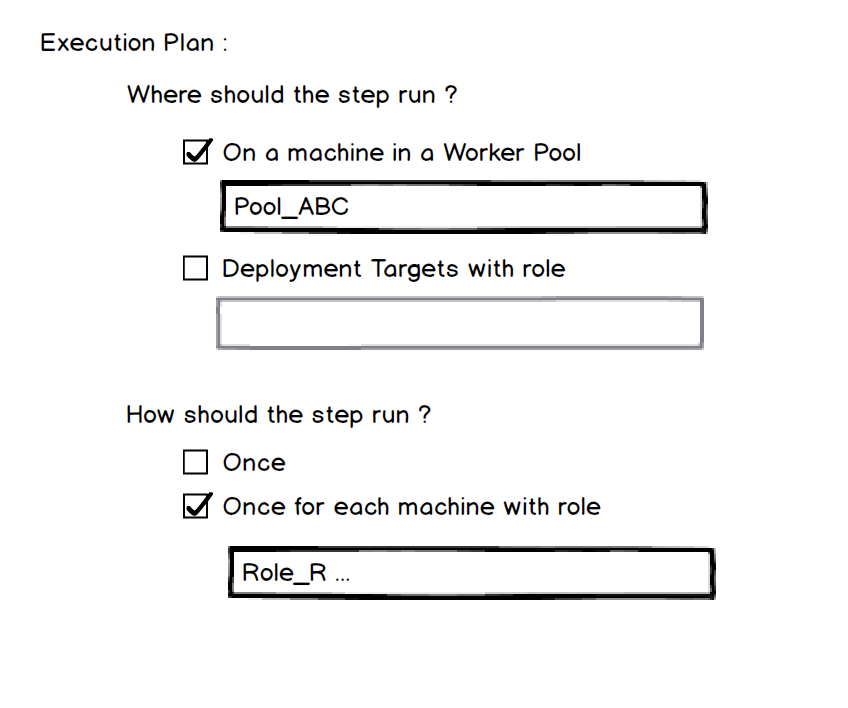 Execution Plan :
Where should the step run ?
On a machine in a Worker Pool
Pool_ABC
Deployment Targets with role
How should the step run ?
Once
Once for each machine with role
Role_R ...